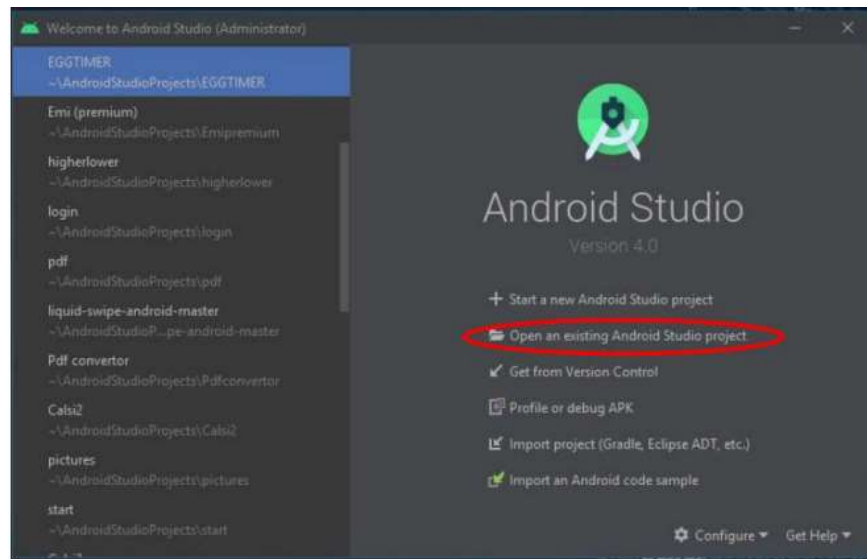 Welcome to Android Studio (Administrator)
EGGTIMER
~\AndroidStudioProjects\EGGTIMER
Emi (premium)
~\AndroidStudioProjects\Emipremium
higherlower
~\AndroidStudioProjects\higherlower
login
~\AndroidStudioProjects\login
pdf
~\AndroidStudioProjects\pdf
liquid-swipe-android-master
~\AndroidStudioP...pe-android-master
Pdf convertor
~\AndroidStudioProjects\Pdfconvertor
Calsi2
~\AndroidStudioProjects\Calsi2
pictures
~\AndroidStudioProjects\pictures
start
~\AndroidStudioProjects\start
Android Studio
Version 4.0
Start a new Android Studio project
Open an existing Android Studio project
Get from Version Control
Profile or debug APK
Import project (Gradle, Eclipse ADT, etc.)
Import an Android code sample
Configure
Get Help